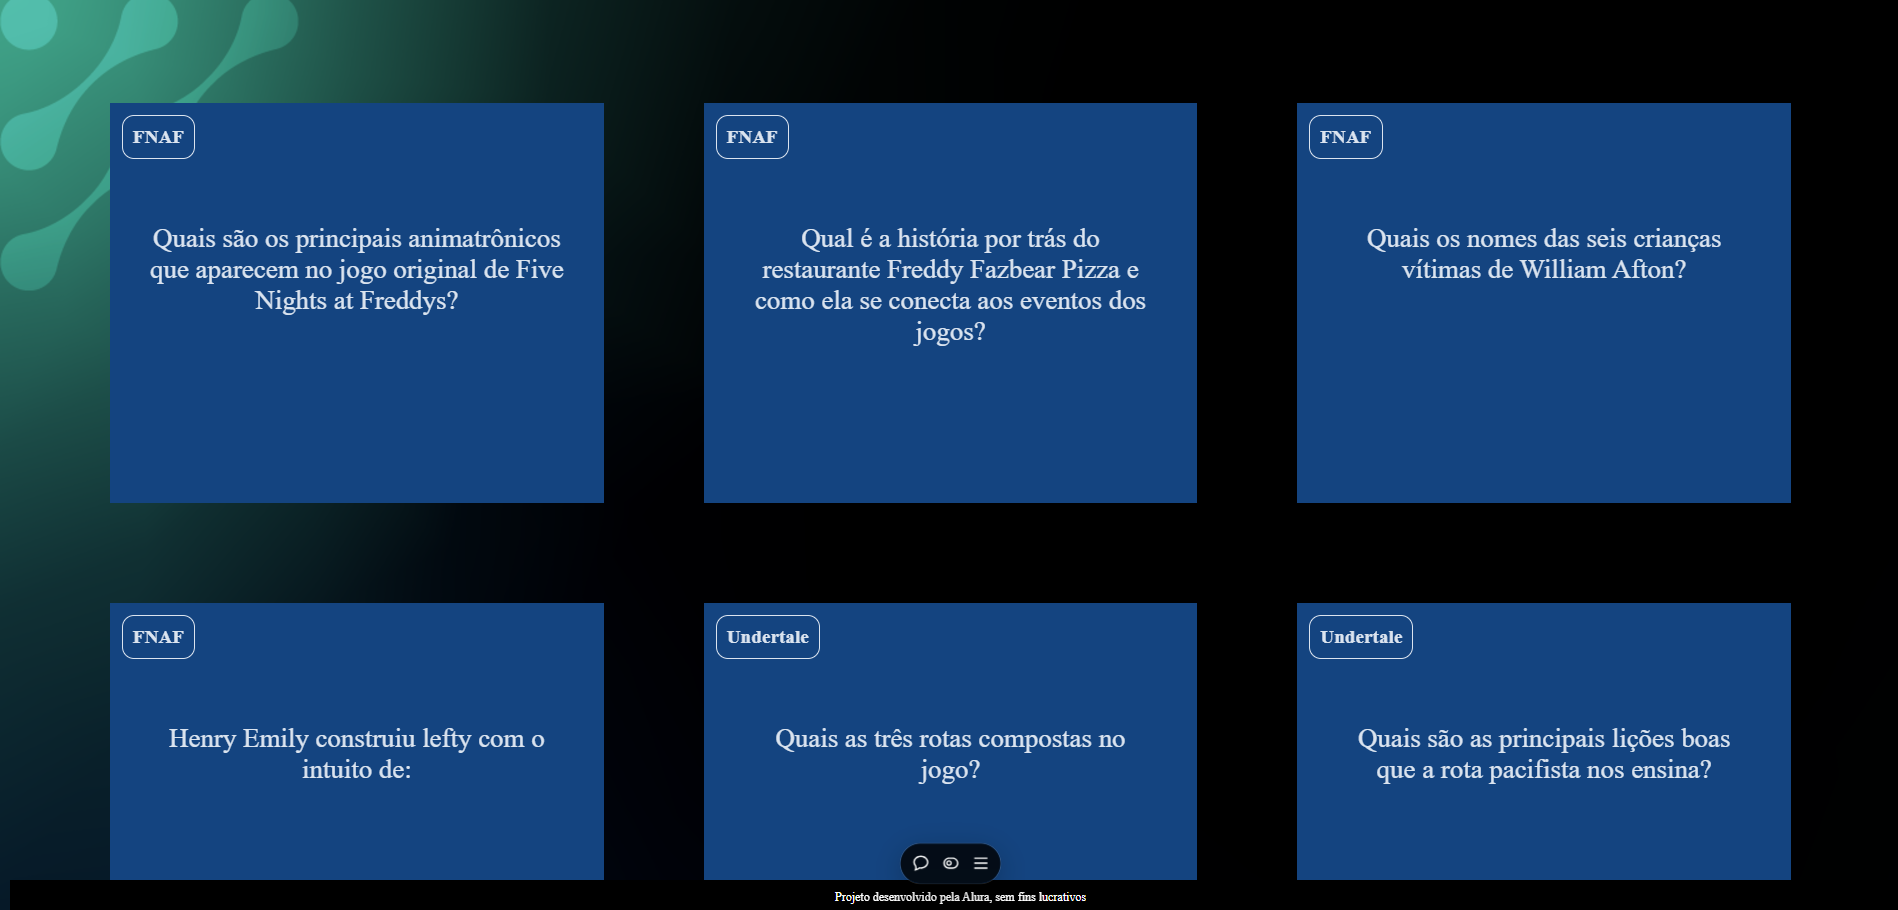 FNAF
Quais são os principais animatrônicos
que aparecem no jogo original de Five
Nights at Freddys?
FNAF
Qual é a história por trás do
restaurante Freddy Fazbear Pizza e
como ela se conecta aos eventos dos
jogos?
FNAF
Quais os nomes das seis crianças
vítimas de William Afton?
FNAF
Henry Emily construiu lefty com o
intuito de:
Undertale
Quais as três rotas compostas no
jogo?
Undertale
Quais são as principais lições boas
que a rota pacifista nos ensina?
Projeto desenvolvido pela Alura, sem fins lucrativos